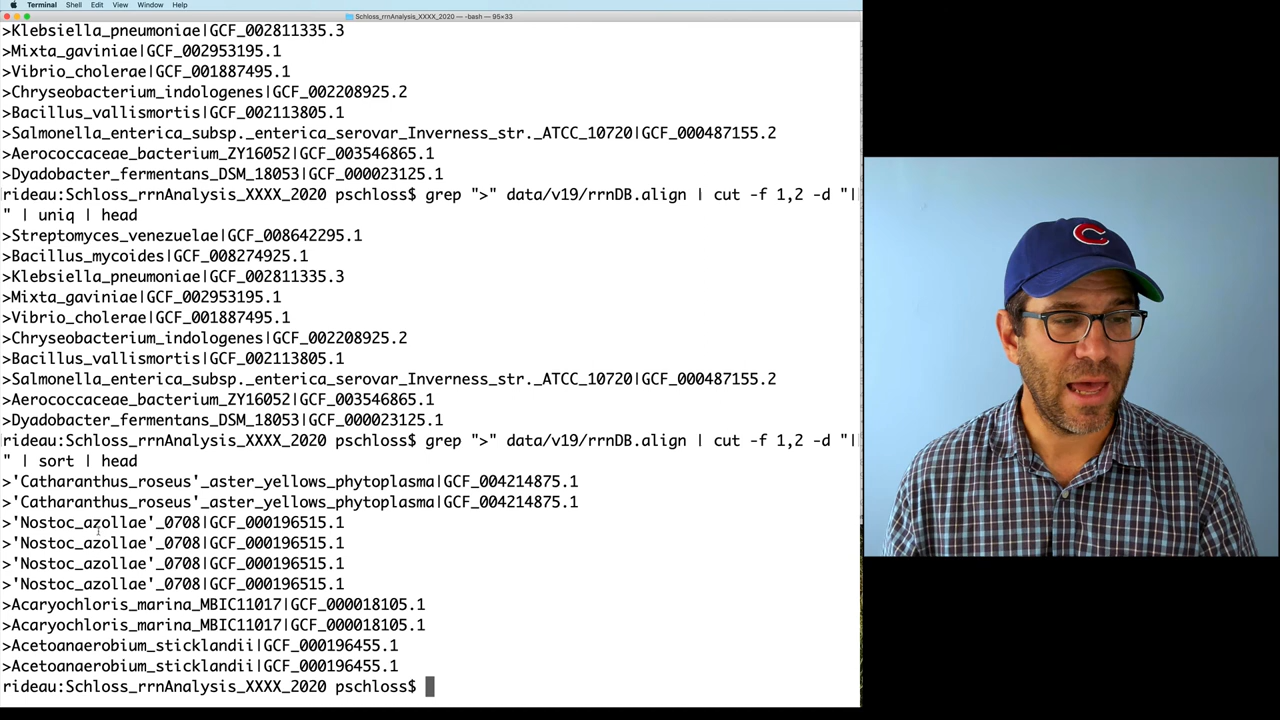 Terminal Shell Edit View Window Help
Schloss_rrnAnalysis_XXXX_2020 — -bash — 95×33
>Klebsiella_pneumoniae|GCF_002811335.3
>Mixta_gaviniae|GCF_002953195.1
>Vibrio_cholerae|GCF_001887495.1
>Chryseobacterium_indologenes|GCF_002208925.2
>Bacillus_vallismortis|GCF_002113805.1
>Salmonella_enterica_subsp._enterica_serovar_Inverness_str._ATCC_10720|GCF_000487155.2
>Aerococcaceae_bacterium_ZY16052|GCF_003546865.1
>Dyadobacter_fermentans_DSM_18053|GCF_000023125.1
rideau:Schloss_rrnAnalysis_XXXX_2020 pschloss$ grep ">" data/v19/rrnDB.align | cut -f 1,2 -d "|
" | uniq | head
>Streptomyces_venezuelae|GCF_008642295.1
>Bacillus_mycoides|GCF_008274925.1
>Klebsiella_pneumoniae|GCF_002811335.3
>Mixta_gaviniae|GCF_002953195.1
>Vibrio_cholerae|GCF_001887495.1
>Chryseobacterium_indologenes|GCF_002208925.2
>Bacillus_vallismortis|GCF_002113805.1
>Salmonella_enterica_subsp._enterica_serovar_Inverness_str._ATCC_10720|GCF_000487155.2
>Aerococcaceae_bacterium_ZY16052|GCF_003546865.1
>Dyadobacter_fermentans_DSM_18053|GCF_000023125.1
rideau:Schloss_rrnAnalysis_XXXX_2020 pschloss$ grep ">" data/v19/rrnDB.align | cut -f 1,2 -d "|
" | sort | head
>'Catharanthus_roseus'_aster_yellows_phytoplasma|GCF_004214875.1
>'Catharanthus_roseus'_aster_yellows_phytoplasma|GCF_004214875.1
>'Nostoc_azollae'_0708|GCF_000196515.1
>'Nostoc_azollae'_0708|GCF_000196515.1
>'Nostoc_azollae'_0708|GCF_000196515.1
>'Nostoc_azollae'_0708|GCF_000196515.1
>Acaryochloris_marina_MBIC11017|GCF_000018105.1
>Acaryochloris_marina_MBIC11017|GCF_000018105.1
>Acetoanaerobium_sticklandii|GCF_000196455.1
>Acetoanaerobium_sticklandii|GCF_000196455.1
rideau:Schloss_rrnAnalysis_XXXX_2020 pschloss$
C